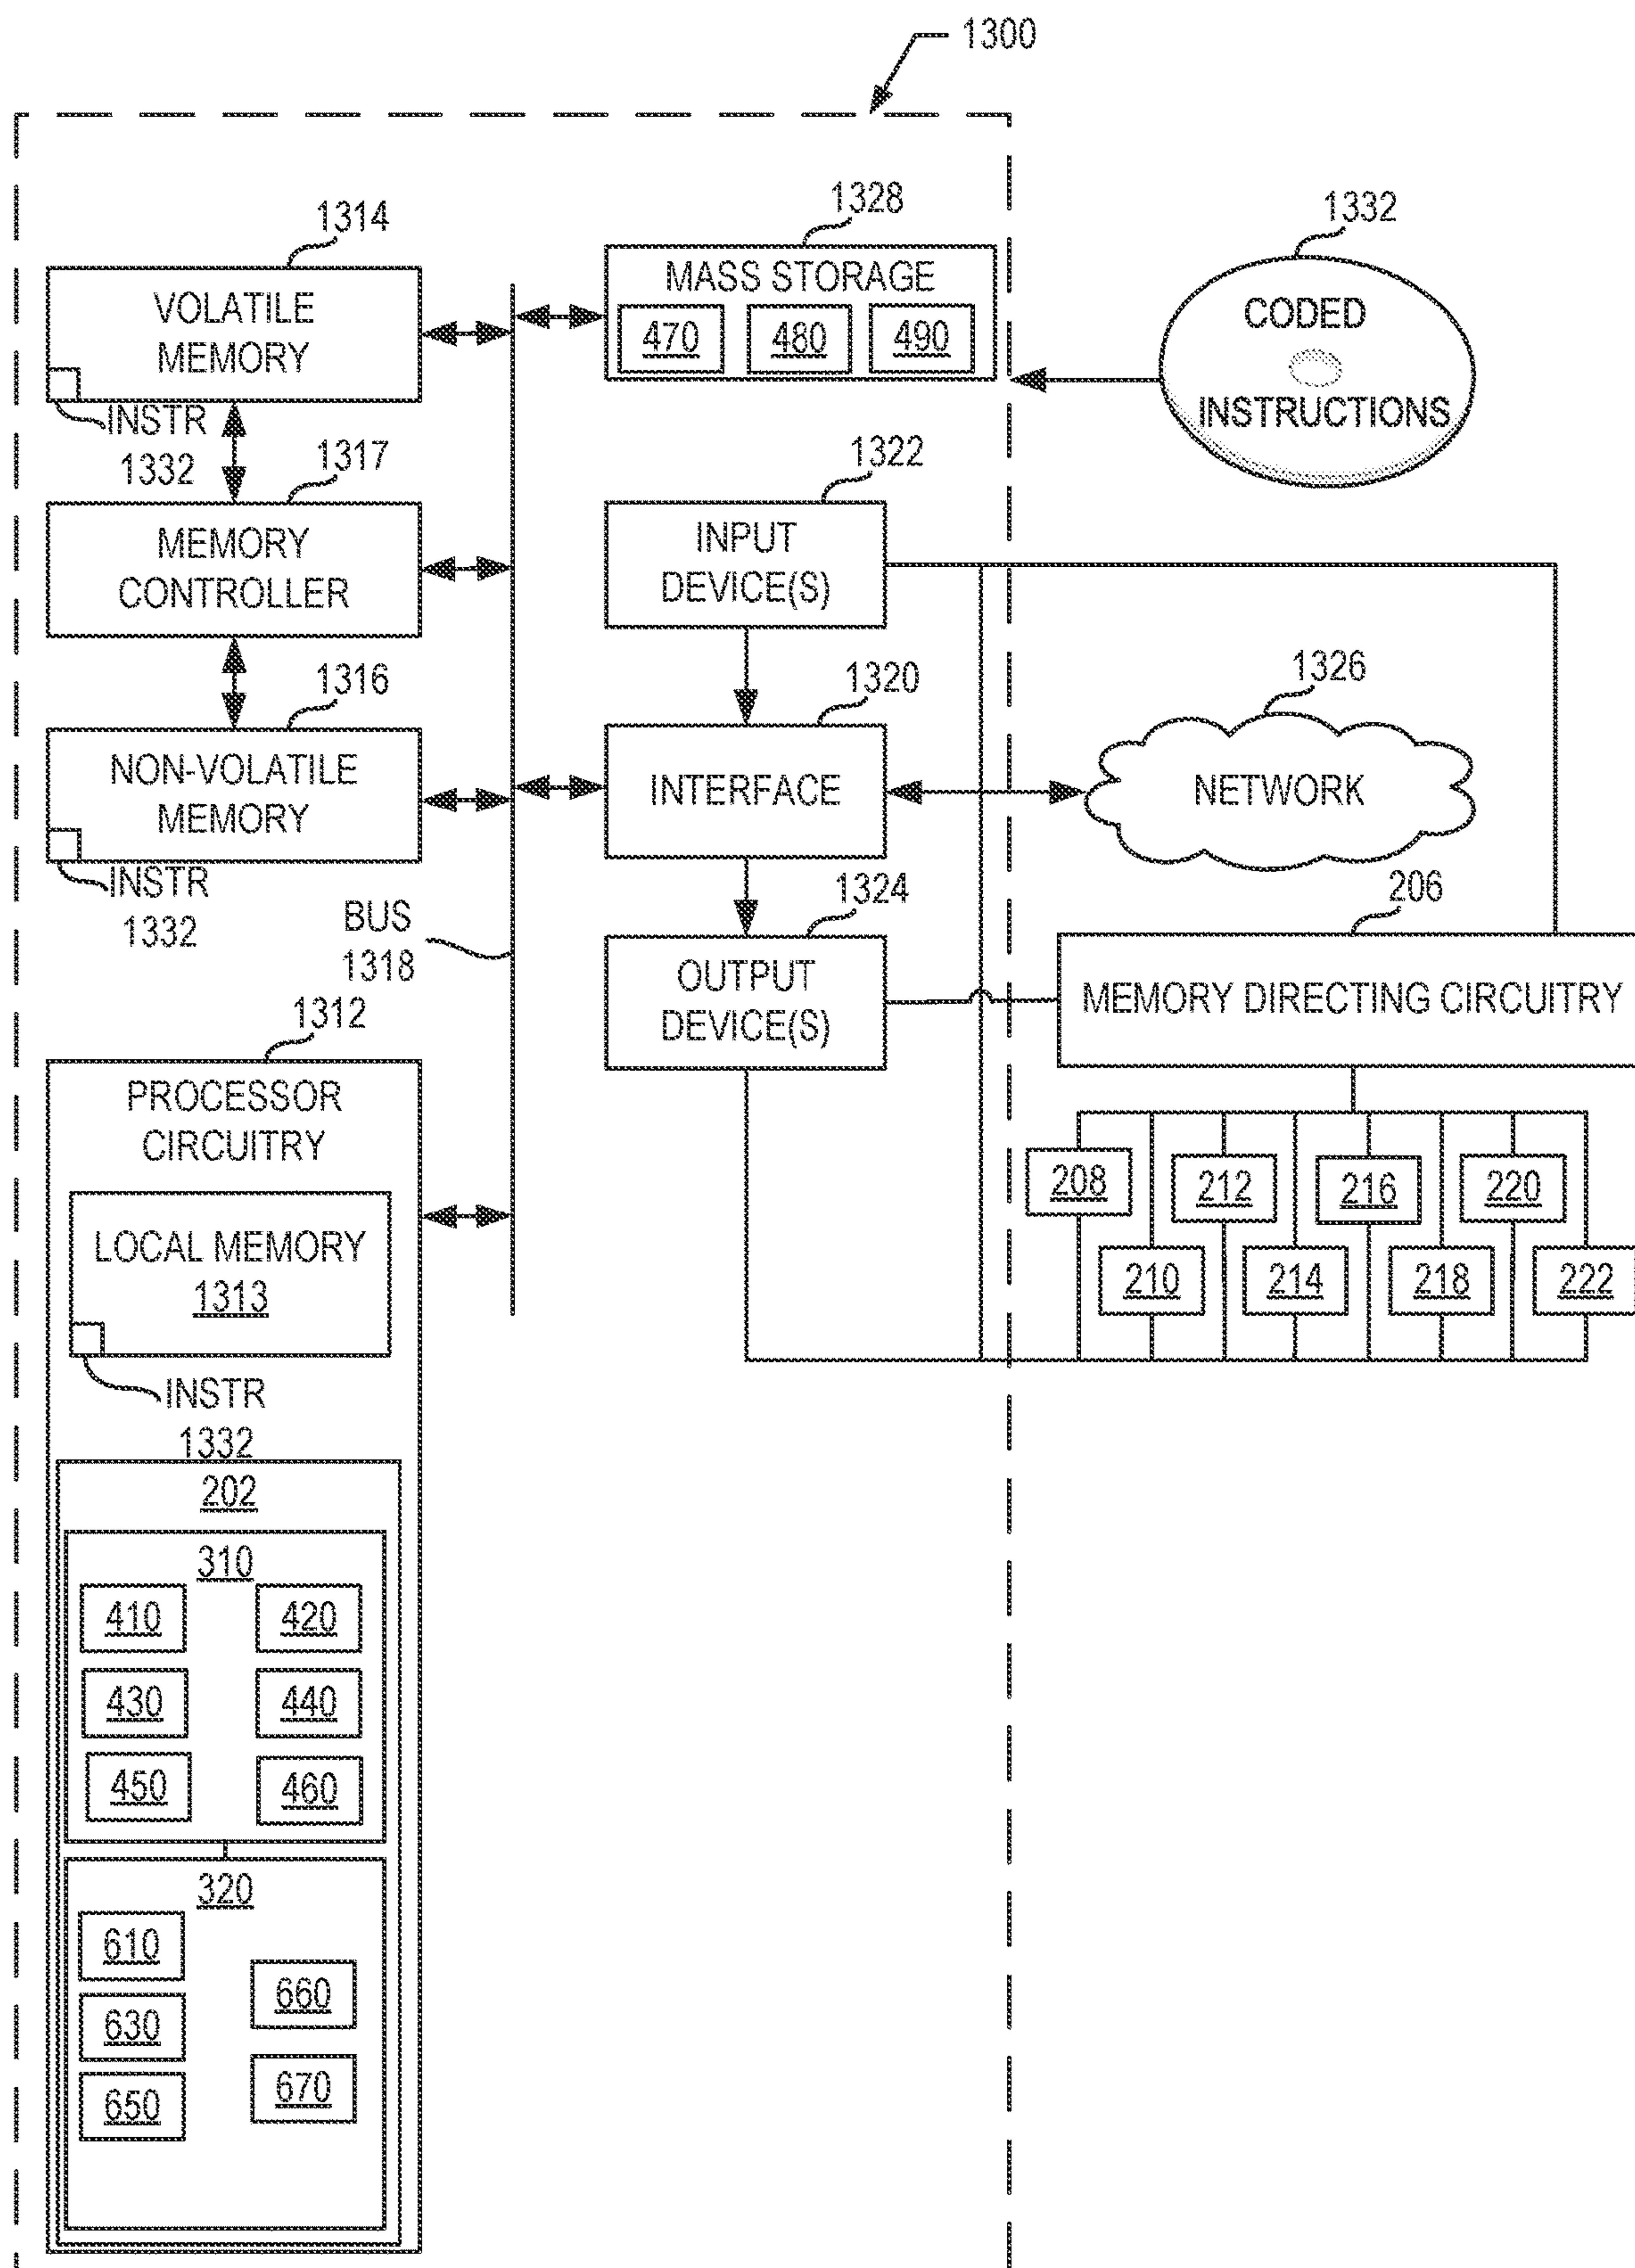 1300
1314
VOLATILE
MEMORY
INSTR
1332
1317
MEMORY
CONTROLLER
1316
NON-VOLATILE
MEMORY
INSTR
1332
BUS
1318
1312
PROCESSOR
CIRCUITRY
LOCAL MEMORY
1313
INSTR
1332
202
310
410 420
430 440
450 460
320
610
660
630
670
650
1328
MASS STORAGE
470 480 490
1322
INPUT
DEVICE(S)
1320
INTERFACE
1324
OUTPUT
DEVICE(S)
1332
CODED
INSTRUCTIONS
1326
NETWORK
206
MEMORY DIRECTING CIRCUITRY
208 212 216 220
210 214 218 222